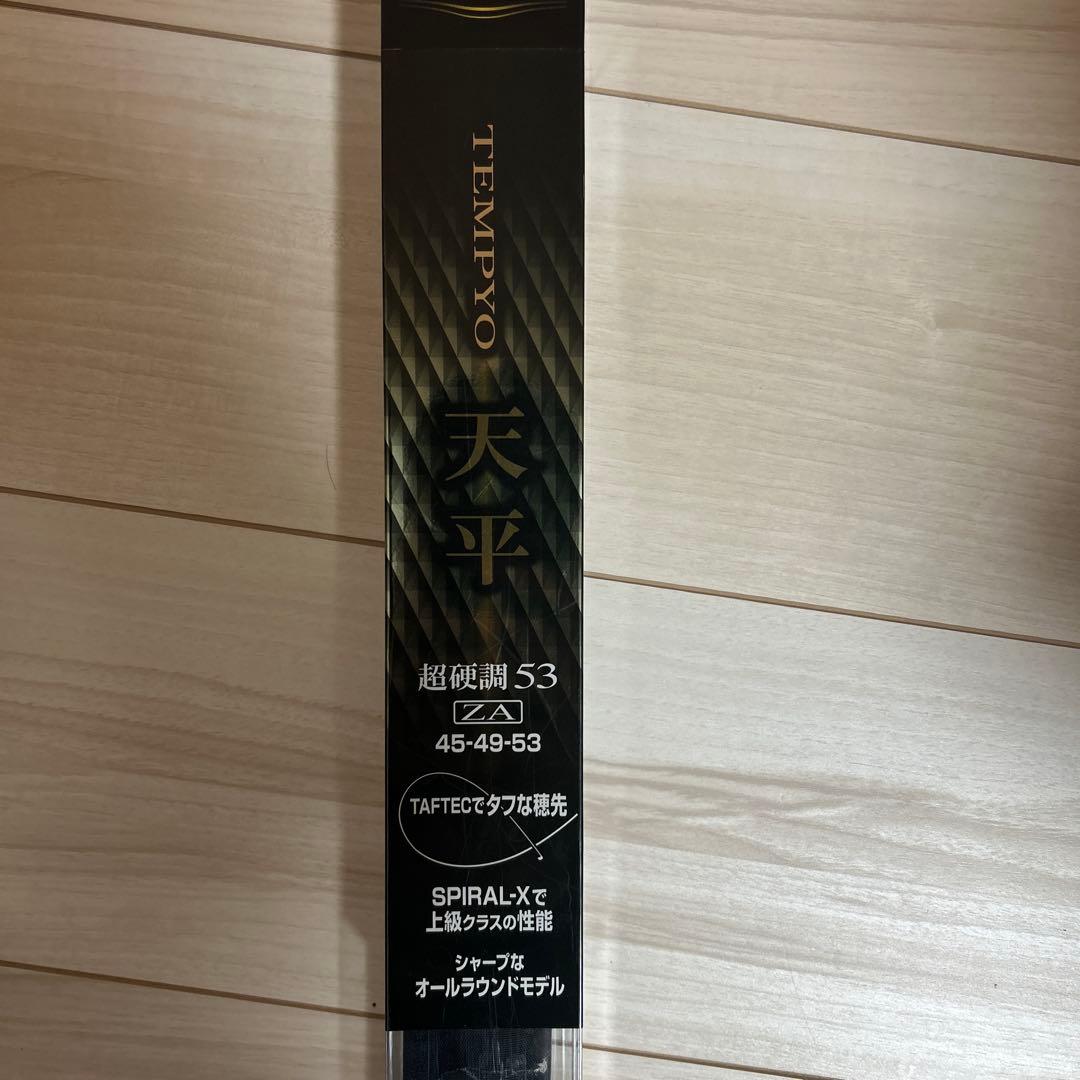 TEMPYO
天平
超硬調 53
ZA
45-49-53
TAFTECでタフな穂先
SPIRAL-Xで
上級クラスの性能
シャープな
オールラウンドモデル